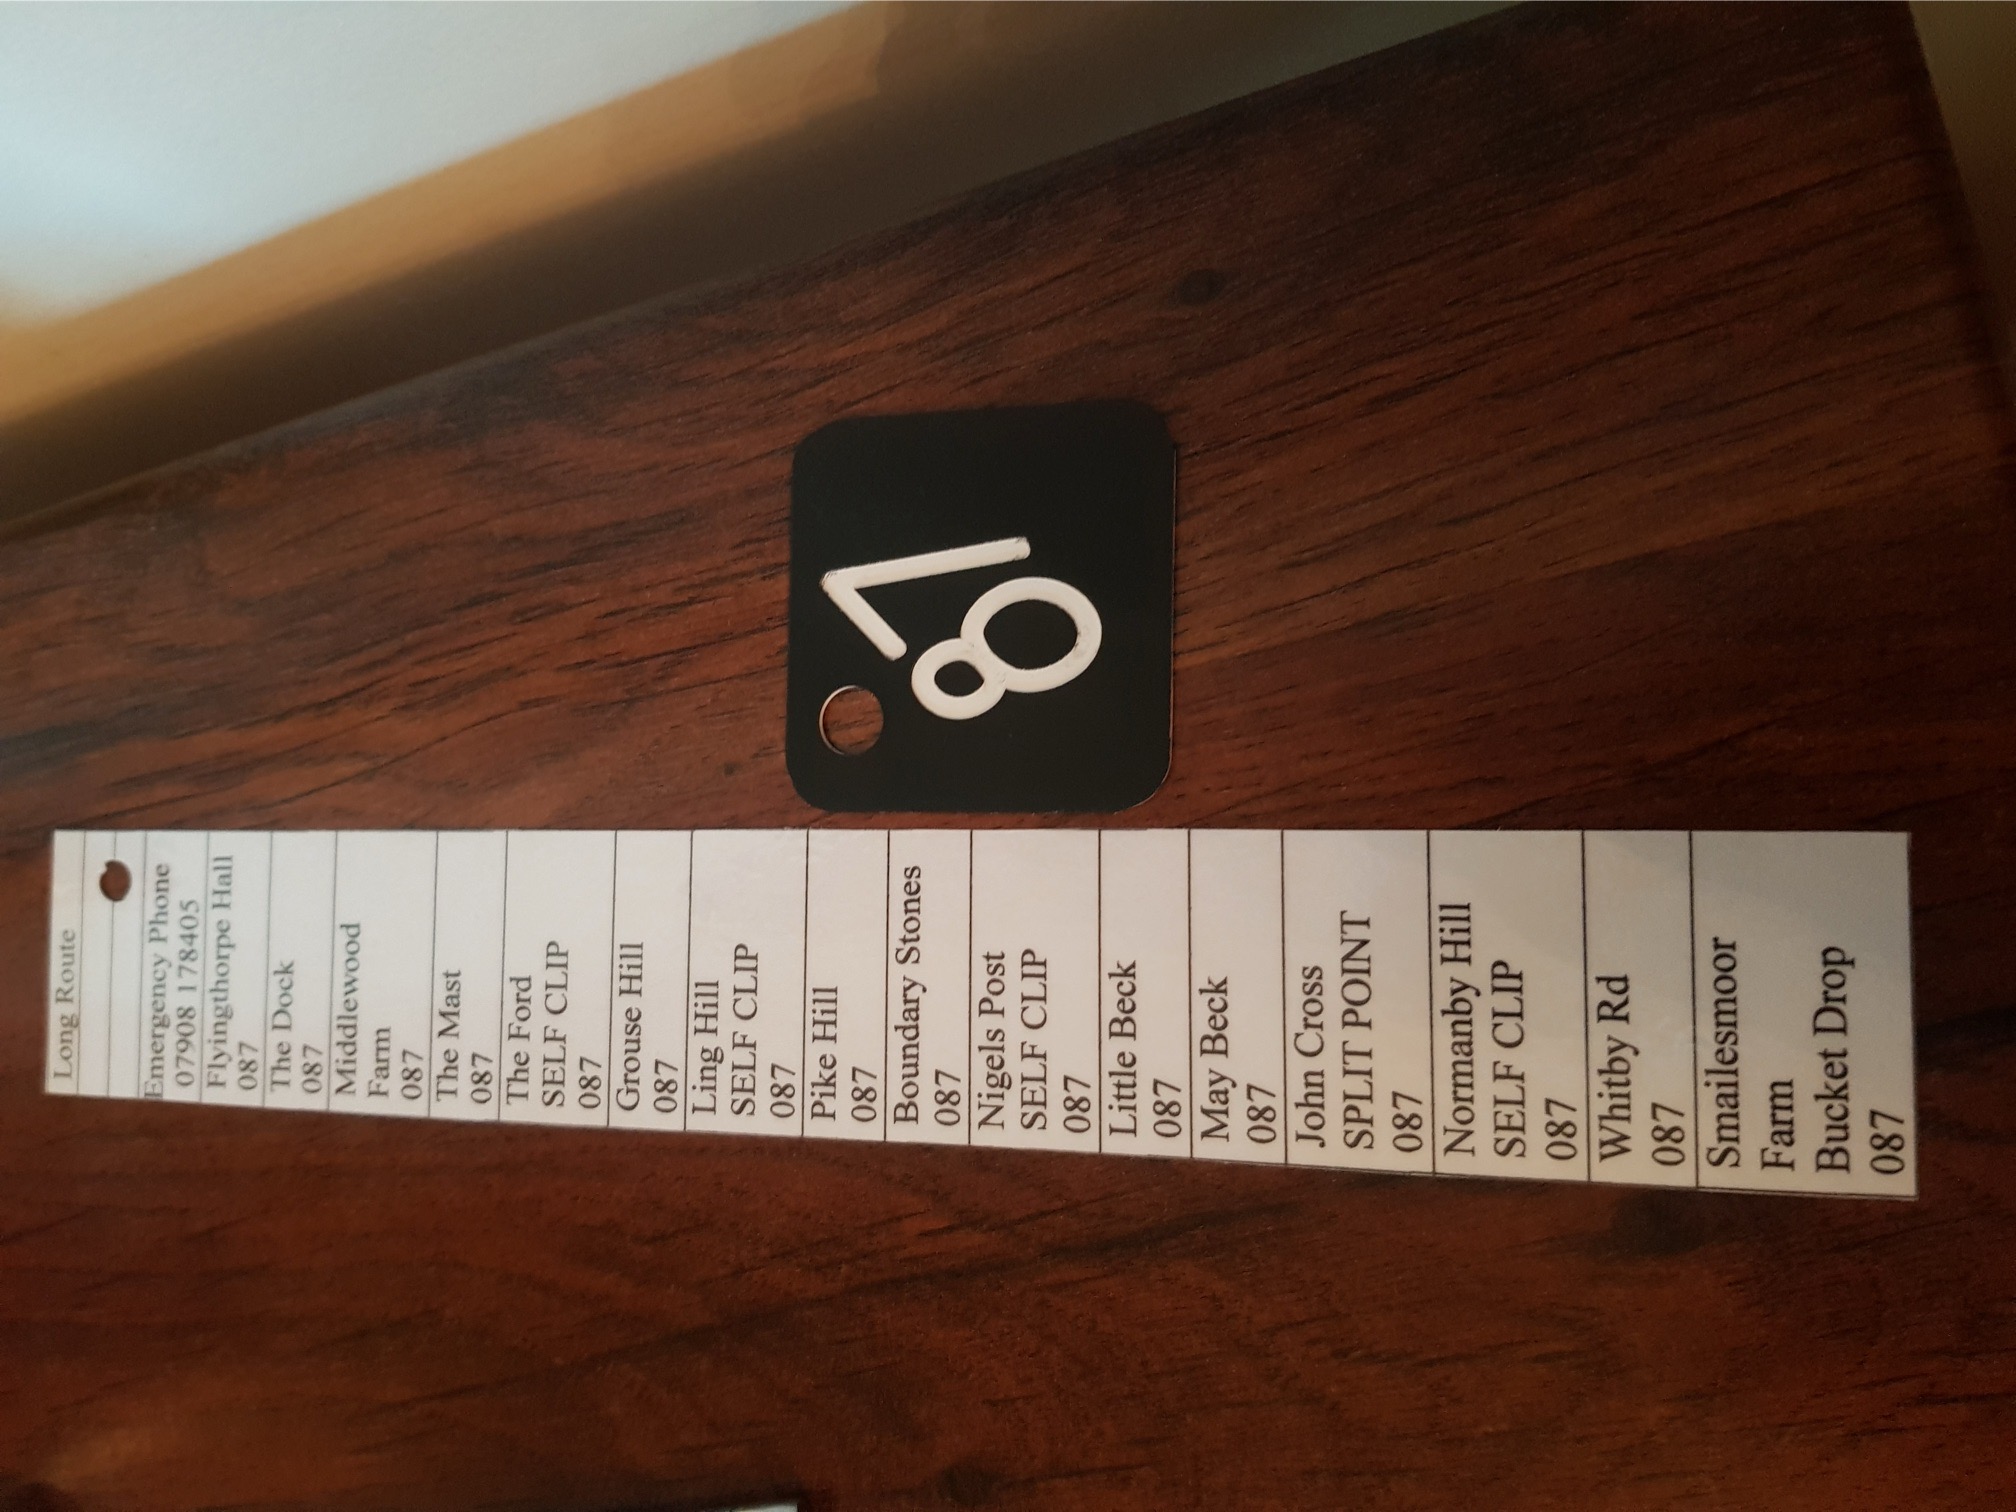 Long Route
Emergency Phone
07908 178405
Flyingthorpe Hall
087
The Dock
087
Middlewood
Farm
087
The Mast
087
The Ford
SELF CLIP
087
Grouse Hill
087
Ling Hill
SELF CLIP
087
Pike Hill
087
Boundary Stones
087
Nigels Post
SELF CLIP
087
Little Beck
087
May Beck
087
John Cross
SPLIT POINT
087
Normanby Hill
SELF CLIP
087
Whitby Rd
087
Smailesmoor
Farm
Bucket Drop
087
87